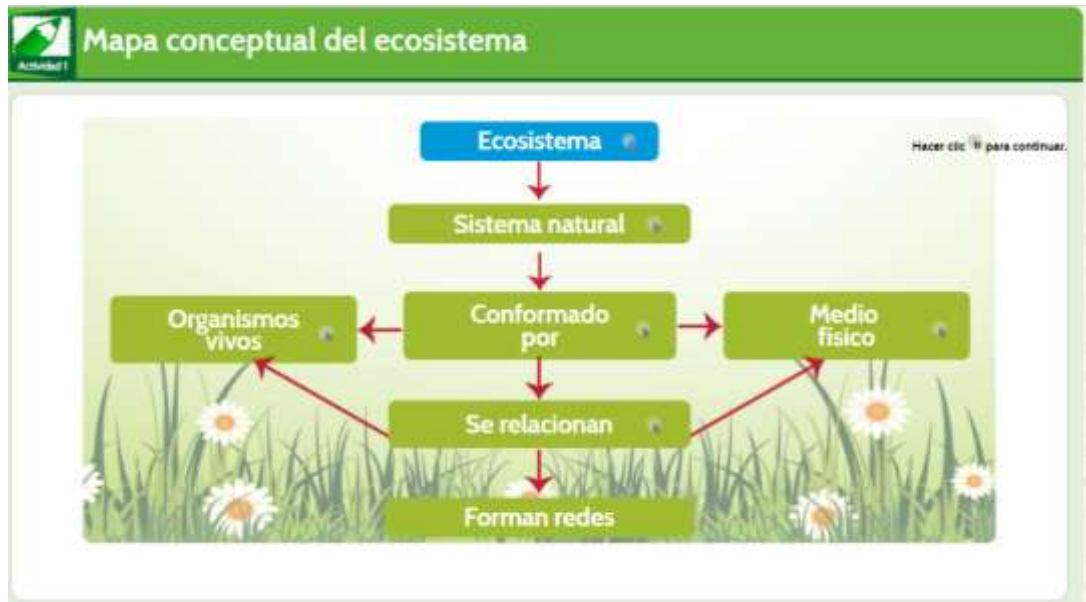 Mapa conceptual del ecosistema
Actividad 1
Ecosistema
Hacer clic para continuar.
Sistema natural
Organismos
vivos
Conformado
por
Medio
físico
Se relacionan
Forman redes